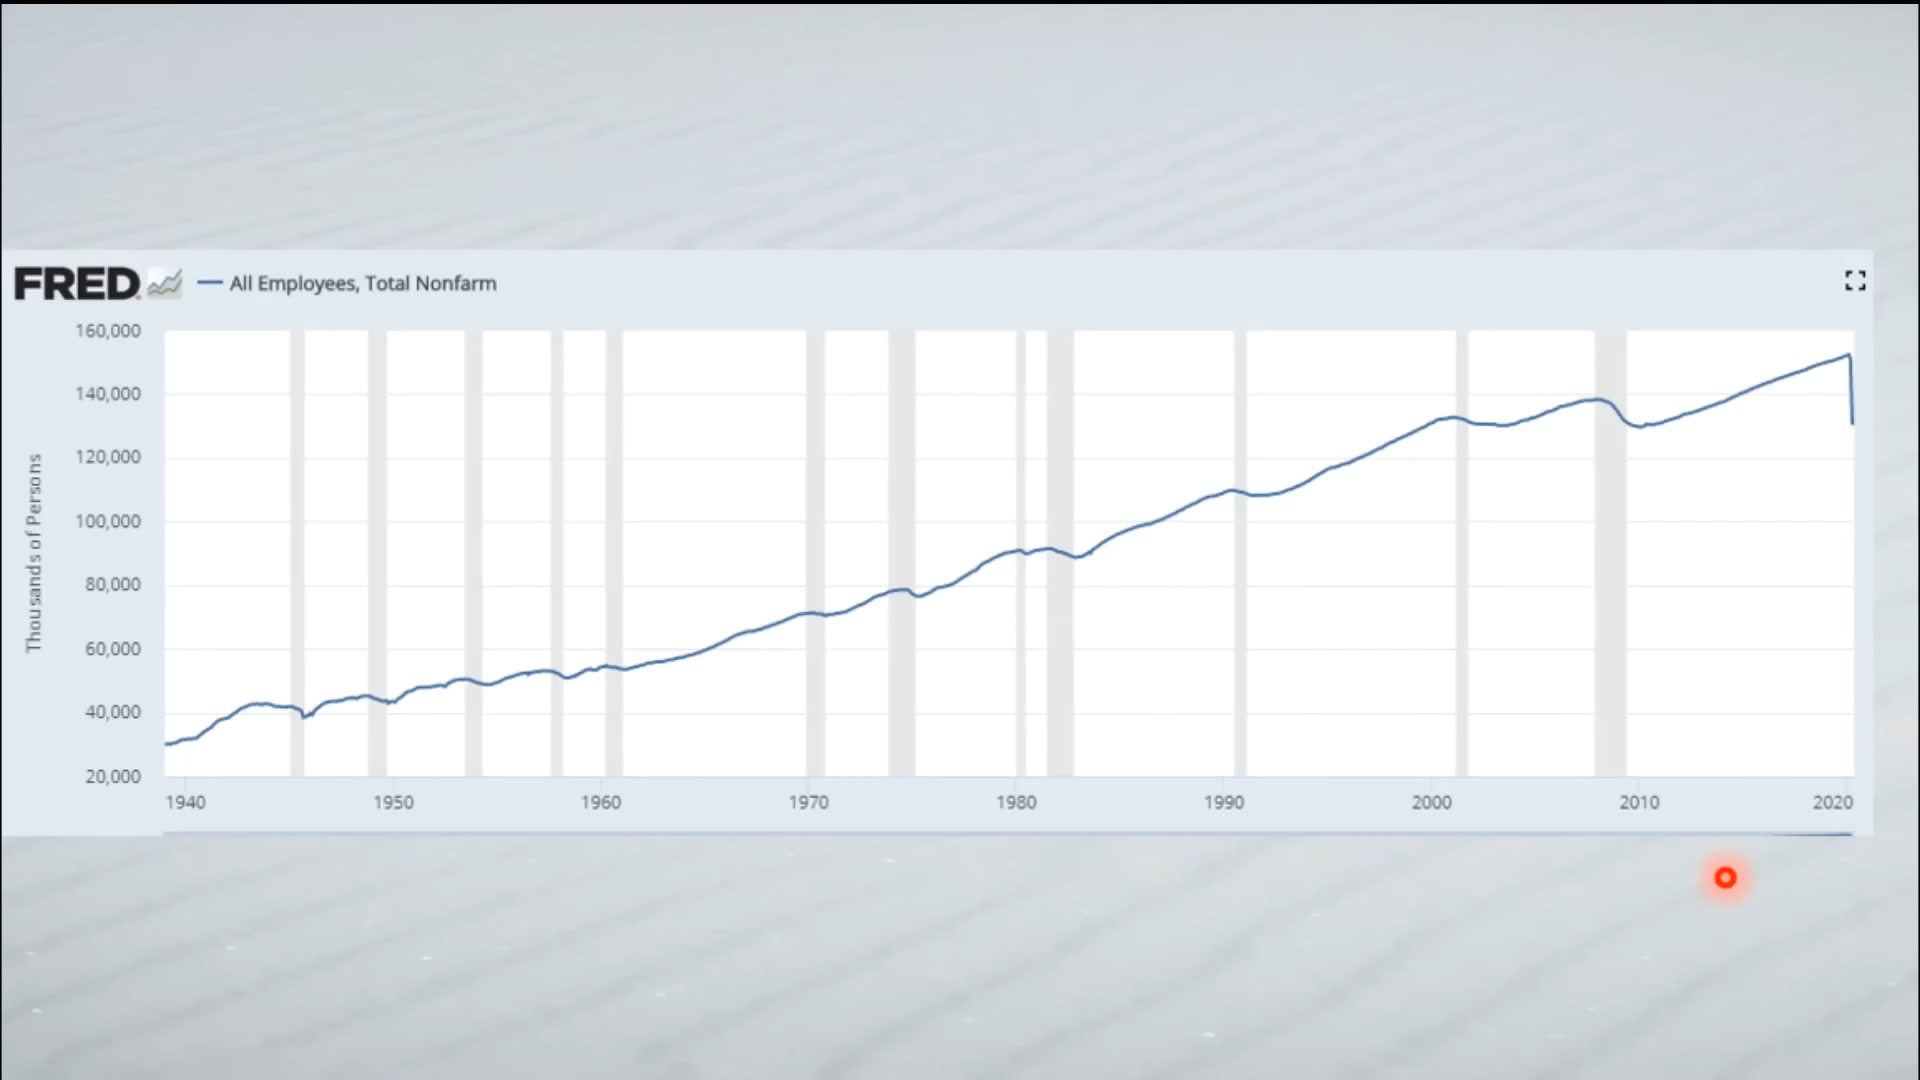 FRED
All Employees, Total Nonfarm
Thousands of Persons
160,000
140,000
120,000
100,000
80,000
60,000
40,000
20,000
1940 1950 1960 1970 1980 1990 2000 2010 2020